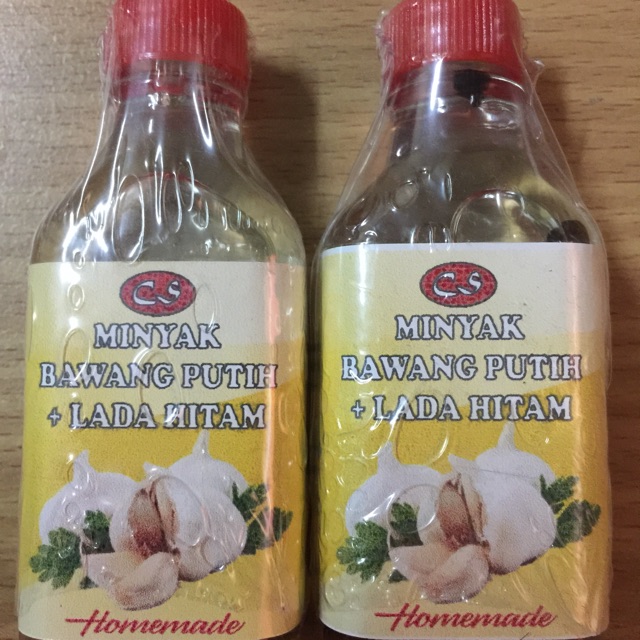 CS
MINYAK
BAWANG PUTIH
+ LADA HITAM
Homemade
CS
MINYAK
BAWANG PUTIH
+ LADA HITAM
Homemade